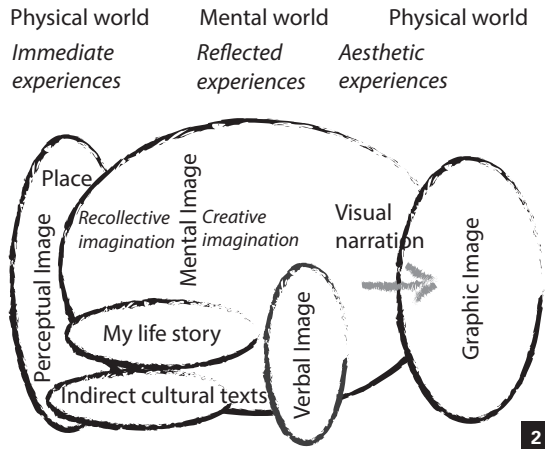 Physical world Mental world Physical world
Immediate Reflected Aesthetic
experiences experiences experiences
Place
Perceptual Image
Recollective
imagination
Mental Image
Creative
imagination
Visual
narration
My life story
Indirect cultural texts
Verbal Image
Graphic Image
2